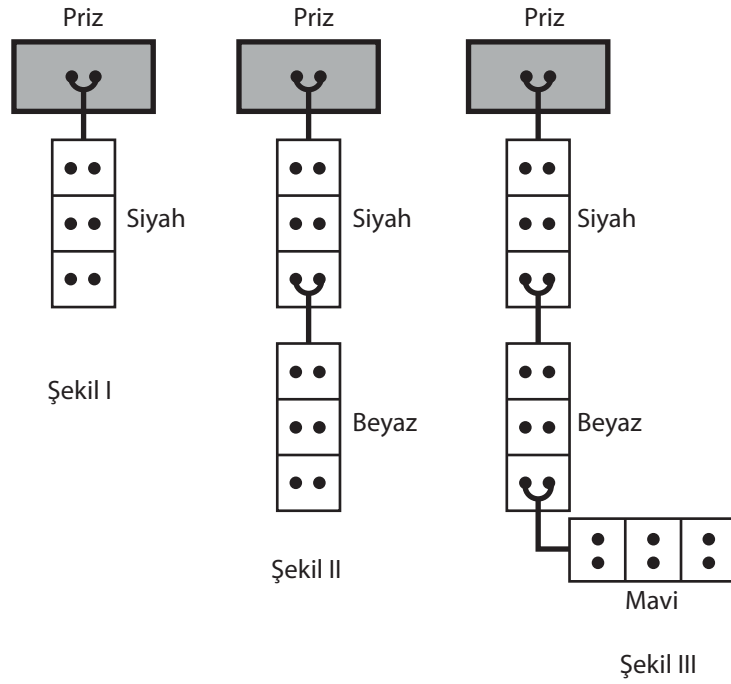 Priz
Priz
Priz
Siyah
Siyah
Siyah
Şekil I
Beyaz
Beyaz
Şekil II
Mavi
Şekil III